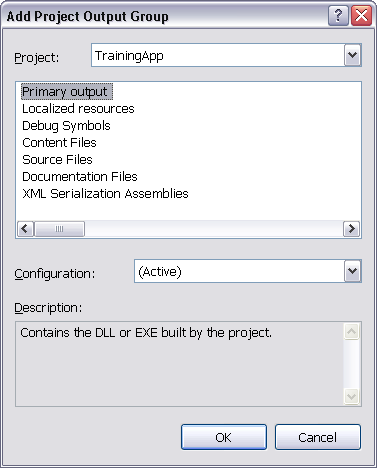 Add Project Output Group
Project: TrainingApp
Primary output
Localized resources
Debug Symbols
Content Files
Source Files
Documentation Files
XML Serialization Assemblies
Configuration: (Active)
Description:
Contains the DLL or EXE built by the project.
OK Cancel